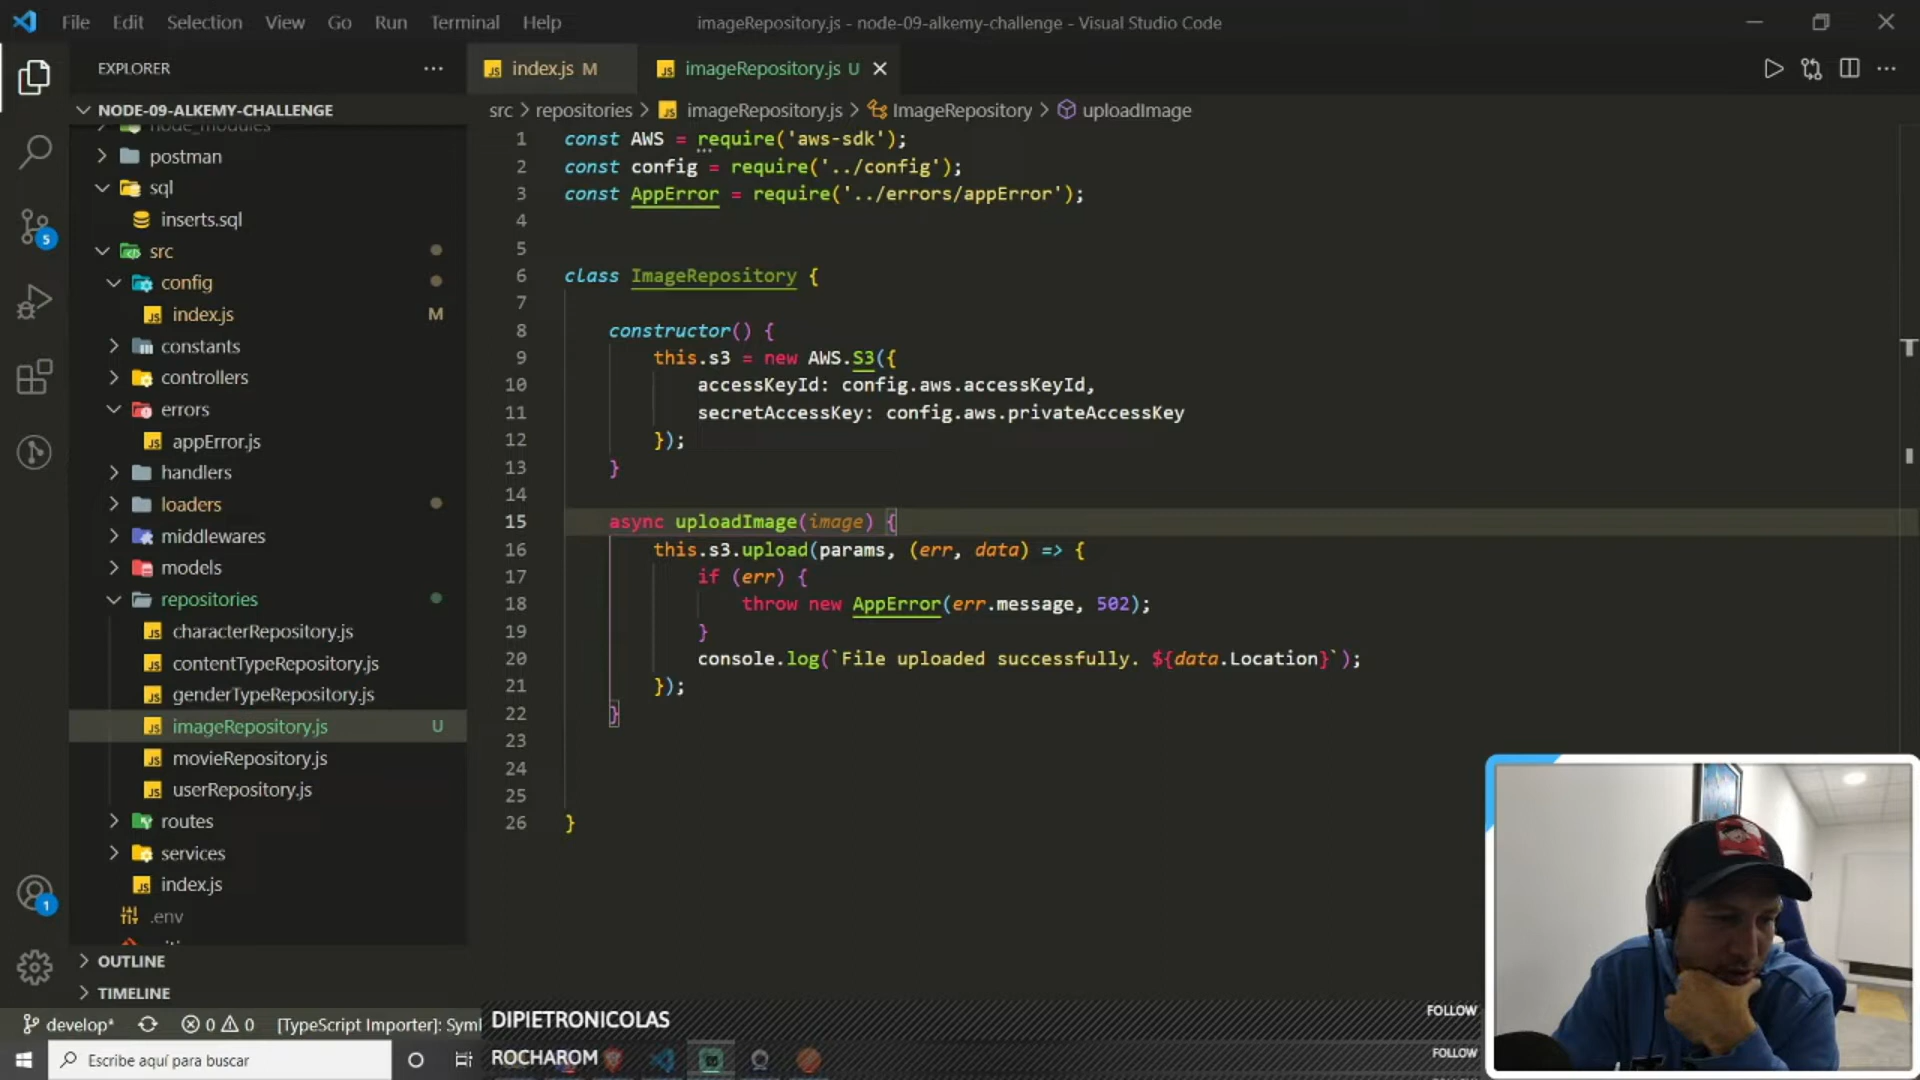 File Edit Selection View Go Run Terminal Help
imageRepository.js - node-09-alkemy-challenge - Visual Studio Code
EXPLORER
NODE-09-ALKEMY-CHALLENGE
node_modules
postman
sql
inserts.sql
src
config
index.js M
constants
controllers
errors
appError.js
handlers
loaders
middlewares
models
repositories
characterRepository.js
contentTypeRepository.js
genderTypeRepository.js
imageRepository.js U
movieRepository.js
userRepository.js
routes
services
index.js
.env
OUTLINE
TIMELINE
5
1
index.js M
imageRepository.js U
src > repositories > imageRepository.js > ImageRepository > uploadImage
1 const AWS = require('aws-sdk');
2 const config = require('../config');
3 const AppError = require('../errors/appError');
4
5
6 class ImageRepository {
7
8 constructor() {
9 this.s3 = new AWS.S3({
10 accessKeyId: config.aws.accessKeyId,
11 secretAccessKey: config.aws.privateAccessKey
12 });
13 }
14
15 async uploadImage(image) {
16 this.s3.upload(params, (err, data) => {
17 if (err) {
18 throw new AppError(err.message, 502);
19 }
20 console.log(`File uploaded successfully. ${data.Location}`);
21 });
22 }
23
24
25
26 }
develop* 0 0 [TypeScript Importer]: Syml
DIPIETRONICOLAS FOLLOW
ROCHAROM FOLLOW
Escribe aquí para buscar